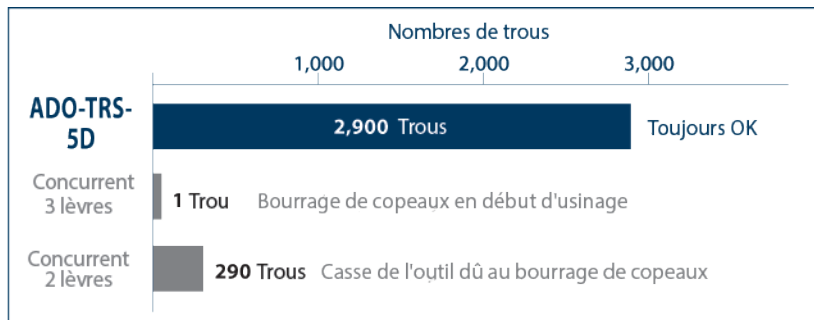 Nombres de trous
1,000 2,000 3,000
ADO-TRS-
5D
2,900 Trous Toujours OK
Concurrent
3 lèvres
1 Trou Bourrage de copeaux en début d'usinage
Concurrent
2 lèvres
290 Trous Casse de l'outil dû au bourrage de copeaux